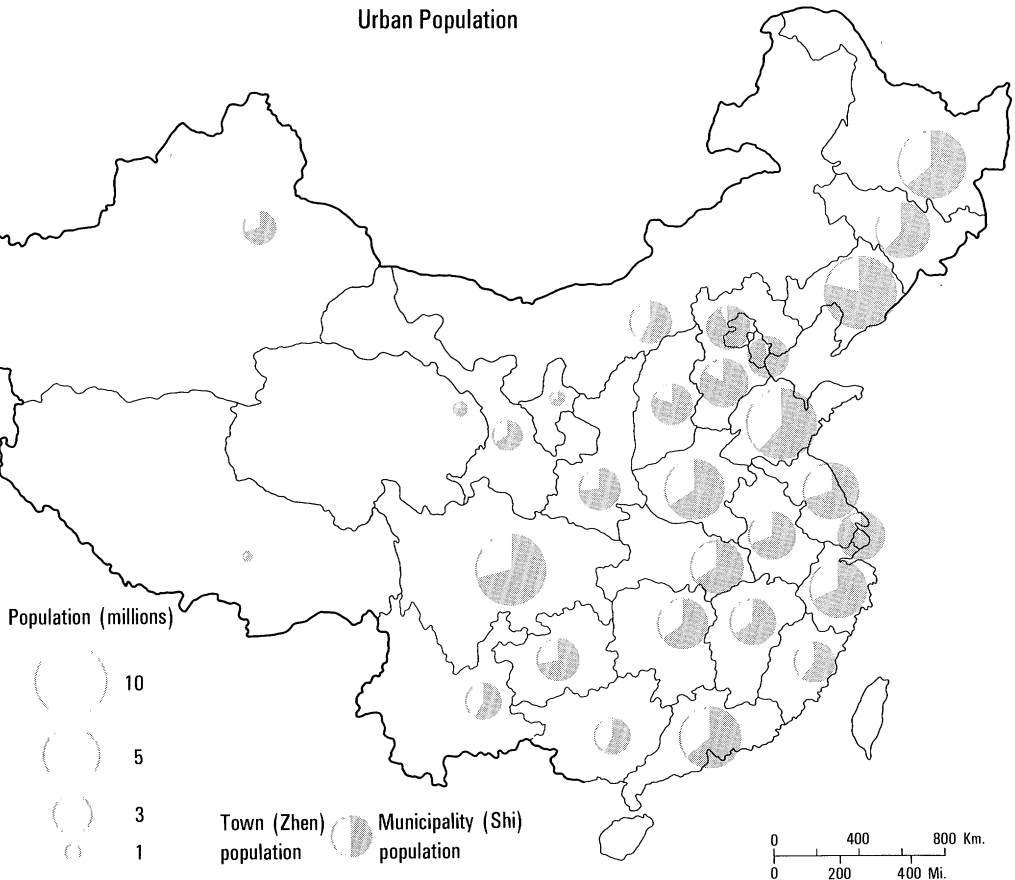 Urban Population
Population (millions)
10
5
3
1
Town (Zhen) population
Municipality (Shi) population
0 400 800 Km.
0 200 400 Mi.